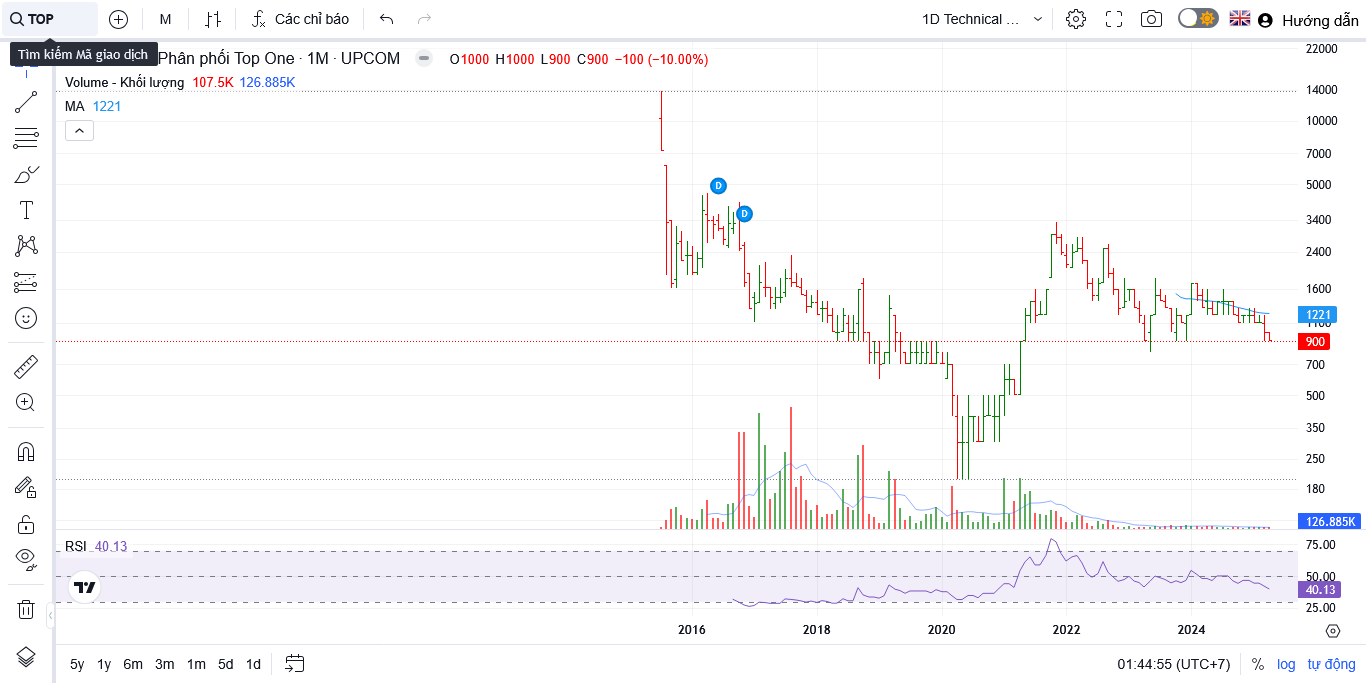 TOP
M
Các chỉ báo
1D Technical ...
Hướng dẫn
Tìm kiếm Mã giao dịch
Phân phối Top One · 1M · UPCOM
O1000 H1000 L900 C900 −100 (−10.00%)
Volume - Khối lượng 107.5K 126.885K
MA 1221
D
D
22000
14000
10000
7000
5000
3400
2400
1600
1221
1100
900
700
500
350
250
180
126.885K
RSI 40.13
75.00
50.00
40.13
25.00
2016 2018 2020 2022 2024
5y 1y 6m 3m 1m 5d 1d
01:44:55 (UTC+7) % log tự động